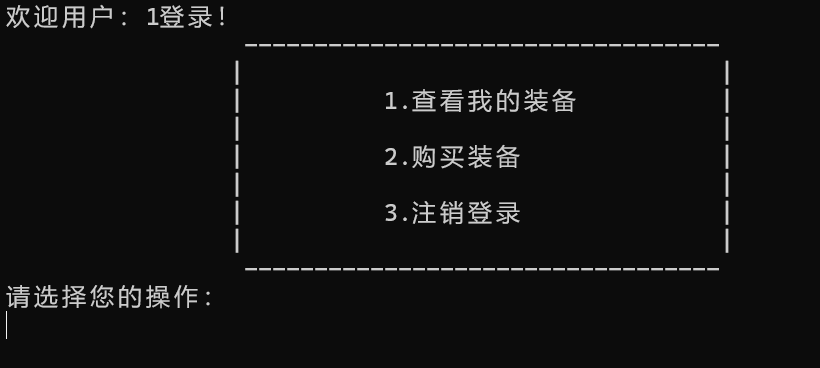 欢迎用户：1登录！
----------------------------------
|                                  |
|          1.查看我的装备          |
|                                  |
|          2.购买装备              |
|                                  |
|          3.注销登录              |
|                                  |
----------------------------------
请选择您的操作：